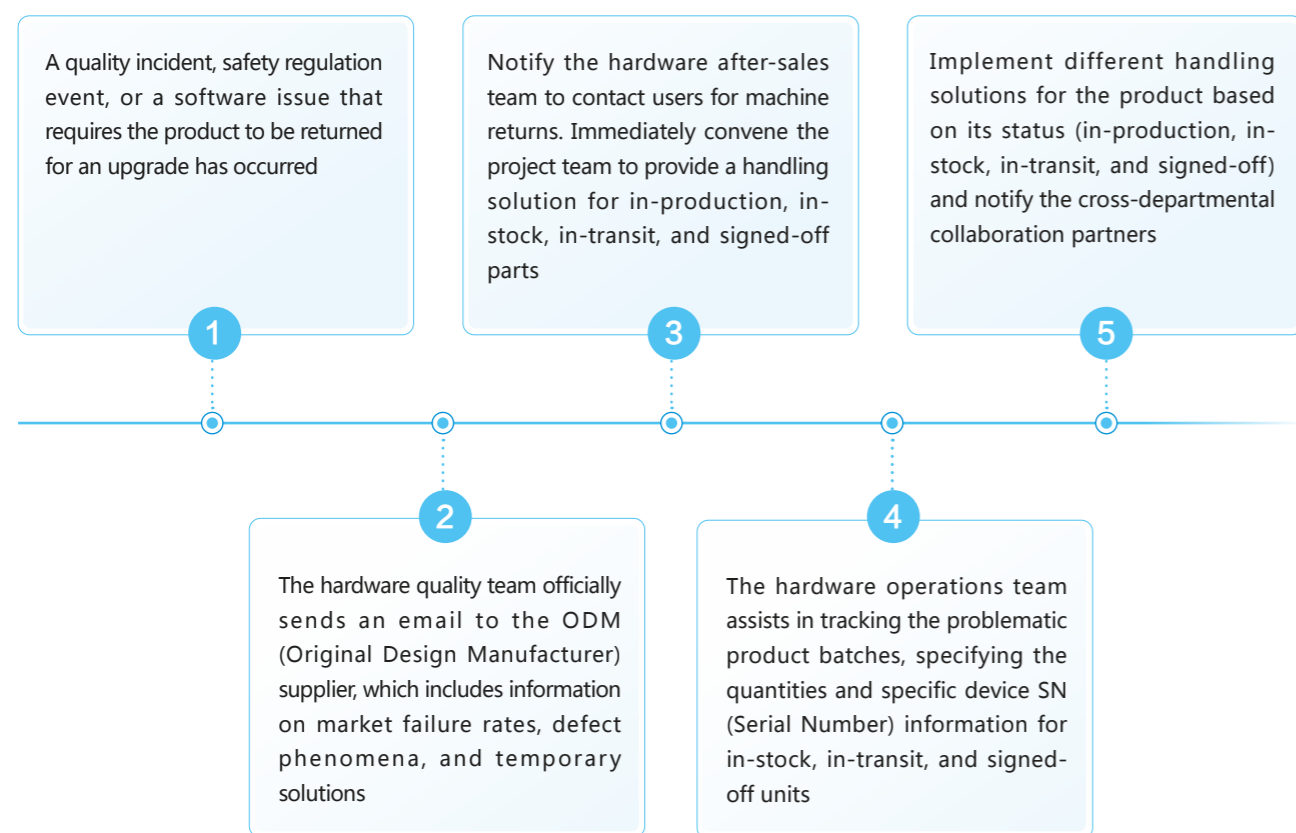 A quality incident, safety regulation
event, or a software issue that
requires the product to be returned
for an upgrade has occurred
1
The hardware quality team officially
sends an email to the ODM
(Original Design Manufacturer)
supplier, which includes information
on market failure rates, defect
phenomena, and temporary
solutions
2
Notify the hardware after-sales
team to contact users for machine
returns. Immediately convene the
project team to provide a handling
solution for in-production, in-
stock, in-transit, and signed-off
parts
3
The hardware operations team
assists in tracking the problematic
product batches, specifying the
quantities and specific device SN
(Serial Number) information for
in-stock, in-transit, and signed-
off units
4
Implement different handling
solutions for the product based
on its status (in-production, in-
stock, in-transit, and signed-off)
and notify the cross-departmental
collaboration partners
5